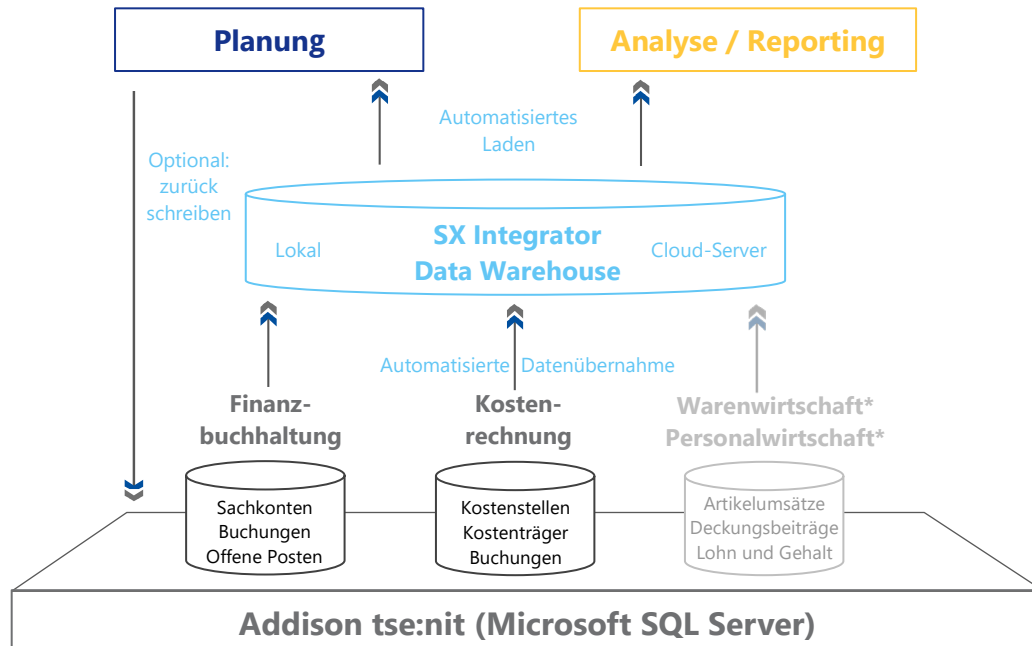 Planung
Analyse / Reporting
Automatisiertes
Laden
Optional:
zurück
schreiben
SX Integrator
Data Warehouse
Lokal
Cloud-Server
Automatisierte Datenübernahme
Finanz-
buchhaltung
Kosten-
rechnung
Warenwirtschaft*
Personalwirtschaft*
Sachkonten
Buchungen
Offene Posten
Kostenstellen
Kostenträger
Buchungen
Artikelumsätze
Deckungsbeiträge
Lohn und Gehalt
Addison tse:nit (Microsoft SQL Server)